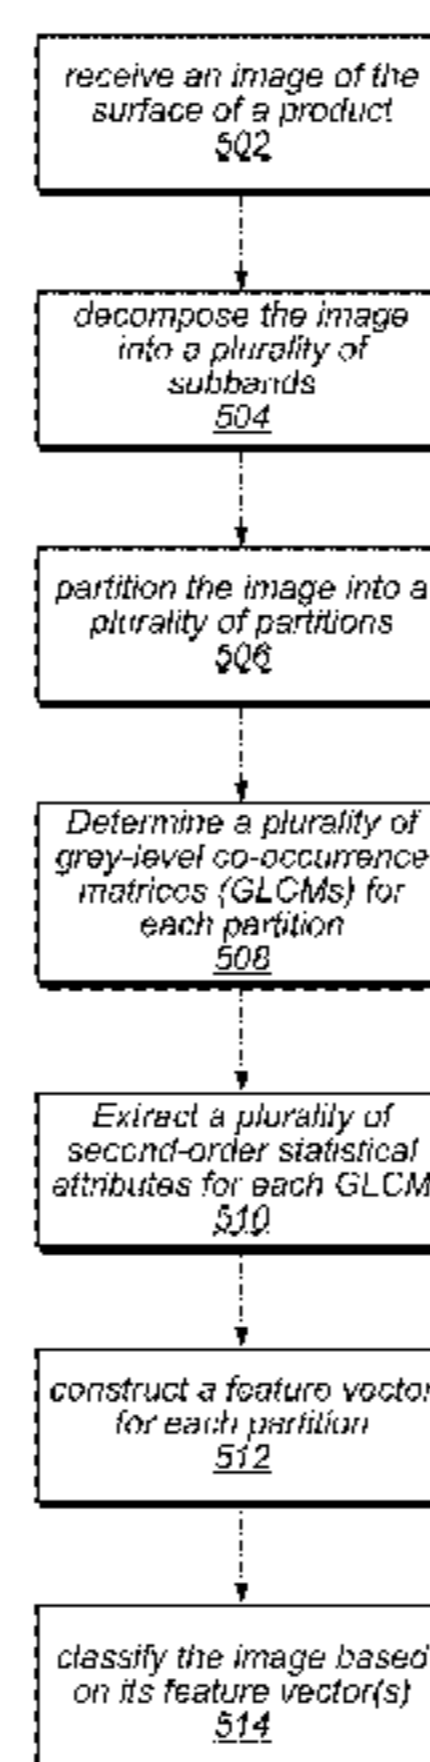 receive an image of the
surface of a product
502
decompose the image
into a plurality of
subbands
504
partition the image into a
plurality of partitions
506
Determine a plurality of
grey-level co-occurrence
matrices (GLCMs) for
each partition
508
Extract a plurality of
second-order statistical
attributes for each GLCM
510
construct a feature vector
for each partition
512
classify the image based
on its feature vector(s)
514